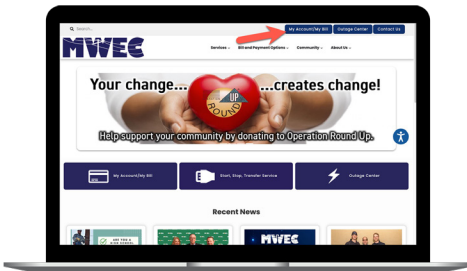 Search...
My Account/My Bill Outage Center Contact Us
MWEC
Services Bill and Payment Options Community About Us
Your change... ...creates change!
UP
ROUND
Help support your community by donating to Operation Round Up.
My Account/My Bill Start, Stop, Transfer Service Outage Center
Recent News
ARE YOU A
MWEC